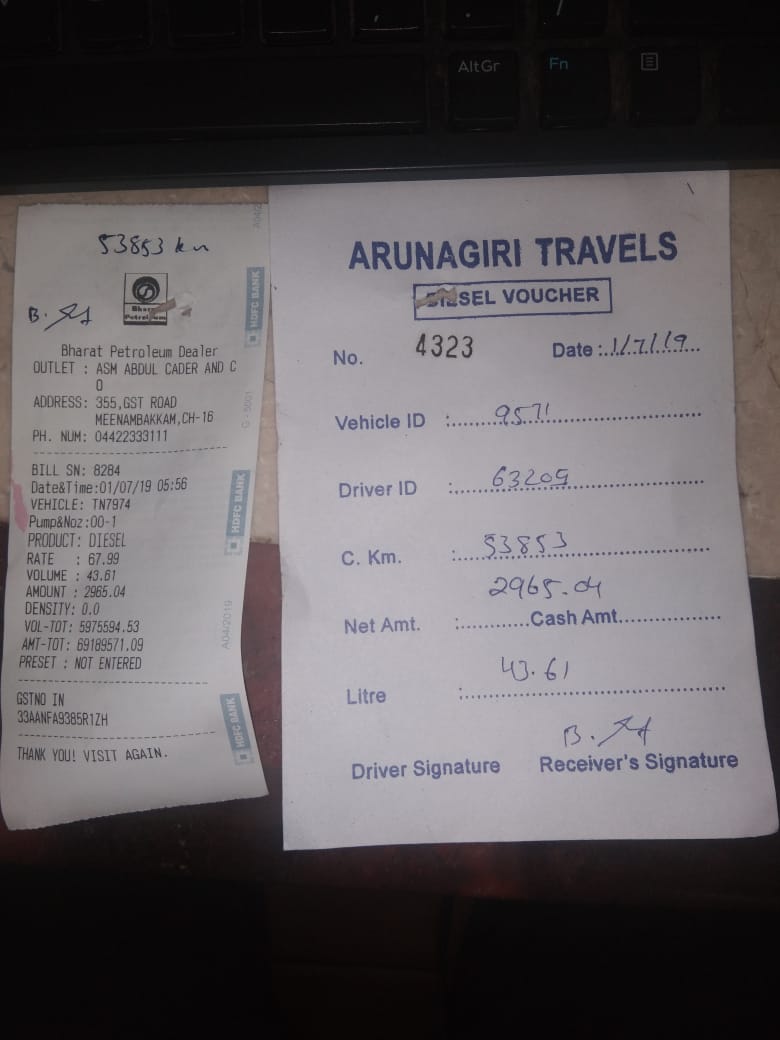 AltGr
Fn
53853 km
Bharat
Petroleum
Bharat Petroleum Dealer
OUTLET : ASM ABDUL CADER AND C
O
ADDRESS: 355,GST ROAD
MEENAMBAKKAM,CH-16
PH. NUM: 04422333111
BILL SN: 8284
Date&Time:01/07/19 05:56
VEHICLE: TN7974
Pump&Noz:00-1
PRODUCT: DIESEL
RATE : 67.99
VOLUME : 43.61
AMOUNT : 2965.04
DENSITY: 0.0
VOL-TOT: 5975594.53
AMT-TOT: 69189571.09
PRESET : NOT ENTERED
GSTNO IN
33AANFA9385R1ZH
THANK YOU! VISIT AGAIN.
HDFC BANK
HDFC BANK
A04/2019
HDFC BANK
ARUNAGIRI TRAVELS
DIESEL VOUCHER
No. 4323 Date : 1/7/19
Vehicle ID : 9571
Driver ID : 63209
C. Km. : 53853
2965.04
Net Amt. : Cash Amt.
43.61
Litre :
B.
Driver Signature Receiver's Signature